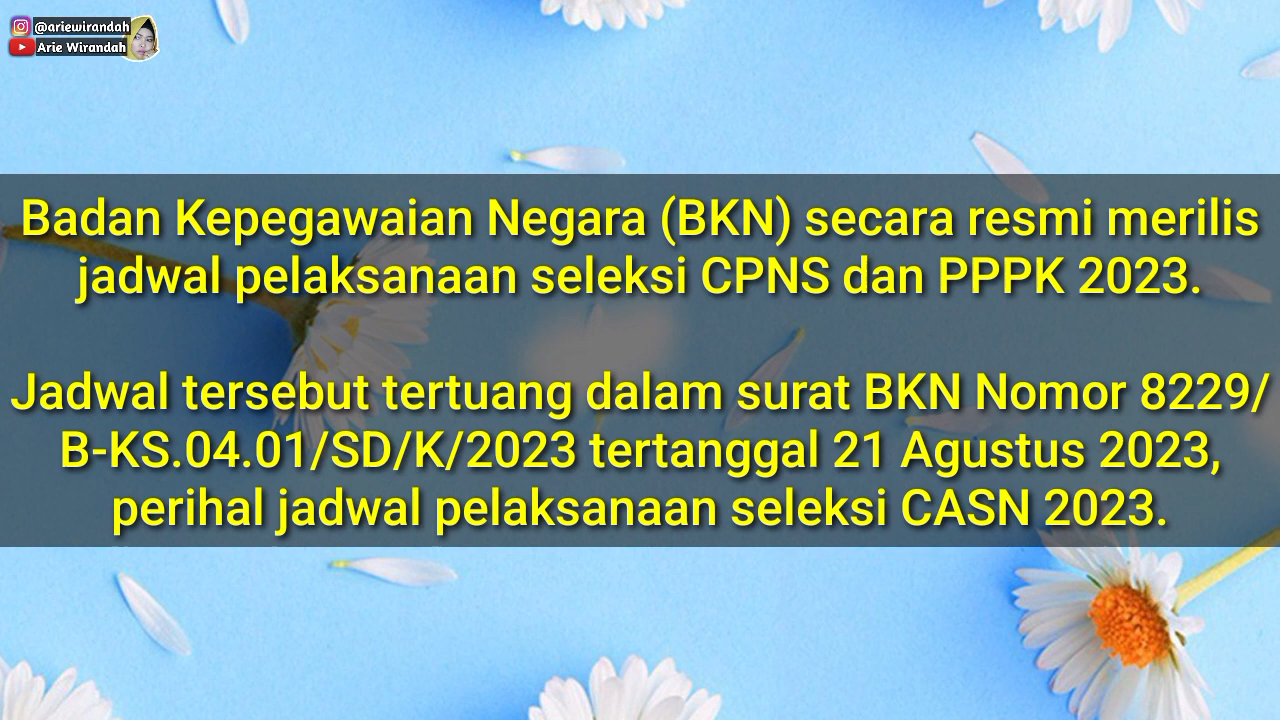 @ariewirandah
Arie Wirandah
Badan Kepegawaian Negara (BKN) secara resmi merilis
jadwal pelaksanaan seleksi CPNS dan PPPK 2023.
Jadwal tersebut tertuang dalam surat BKN Nomor 8229/
B-KS.04.01/SD/K/2023 tertanggal 21 Agustus 2023,
perihal jadwal pelaksanaan seleksi CASN 2023.